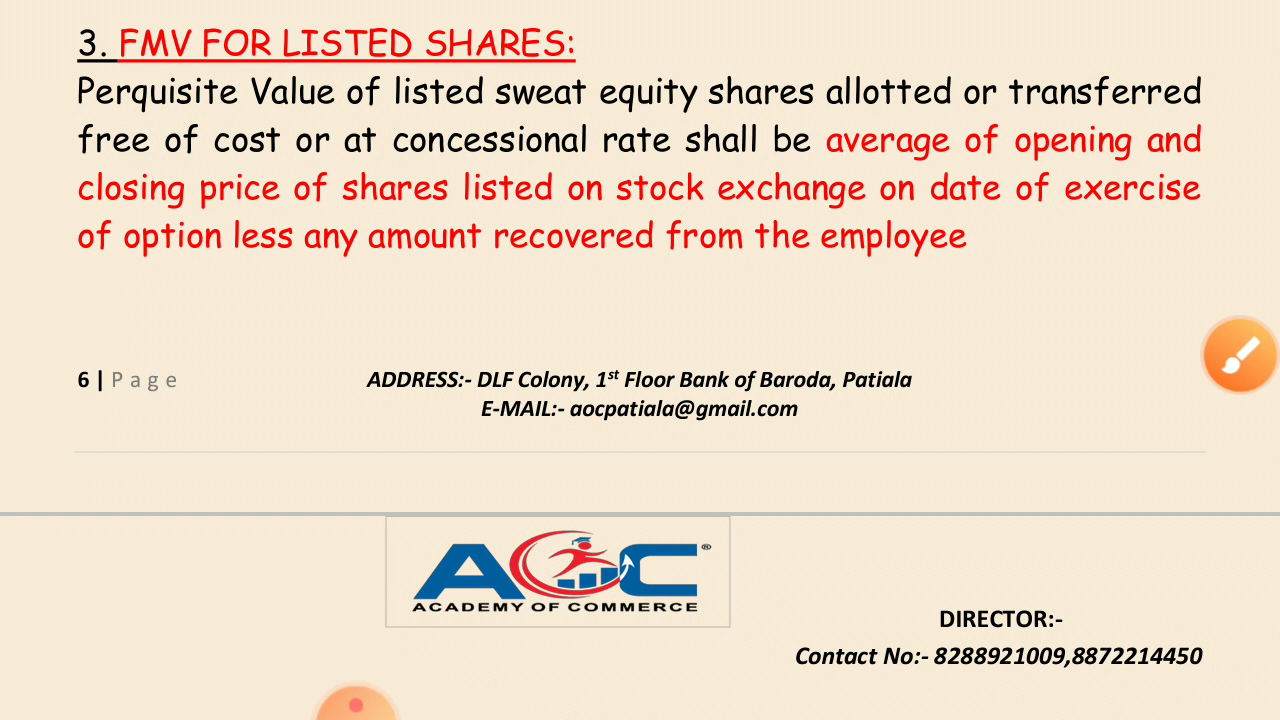 3. FMV FOR LISTED SHARES:
Perquisite Value of listed sweat equity shares allotted or transferred
free of cost or at concessional rate shall be average of opening and
closing price of shares listed on stock exchange on date of exercise
of option less any amount recovered from the employee
6 | Page
ADDRESS:- DLF Colony, 1st Floor Bank of Baroda, Patiala
E-MAIL:- aocpatiala@gmail.com
AOC ®
ACADEMY OF COMMERCE
DIRECTOR:-
Contact No:- 8288921009,8872214450